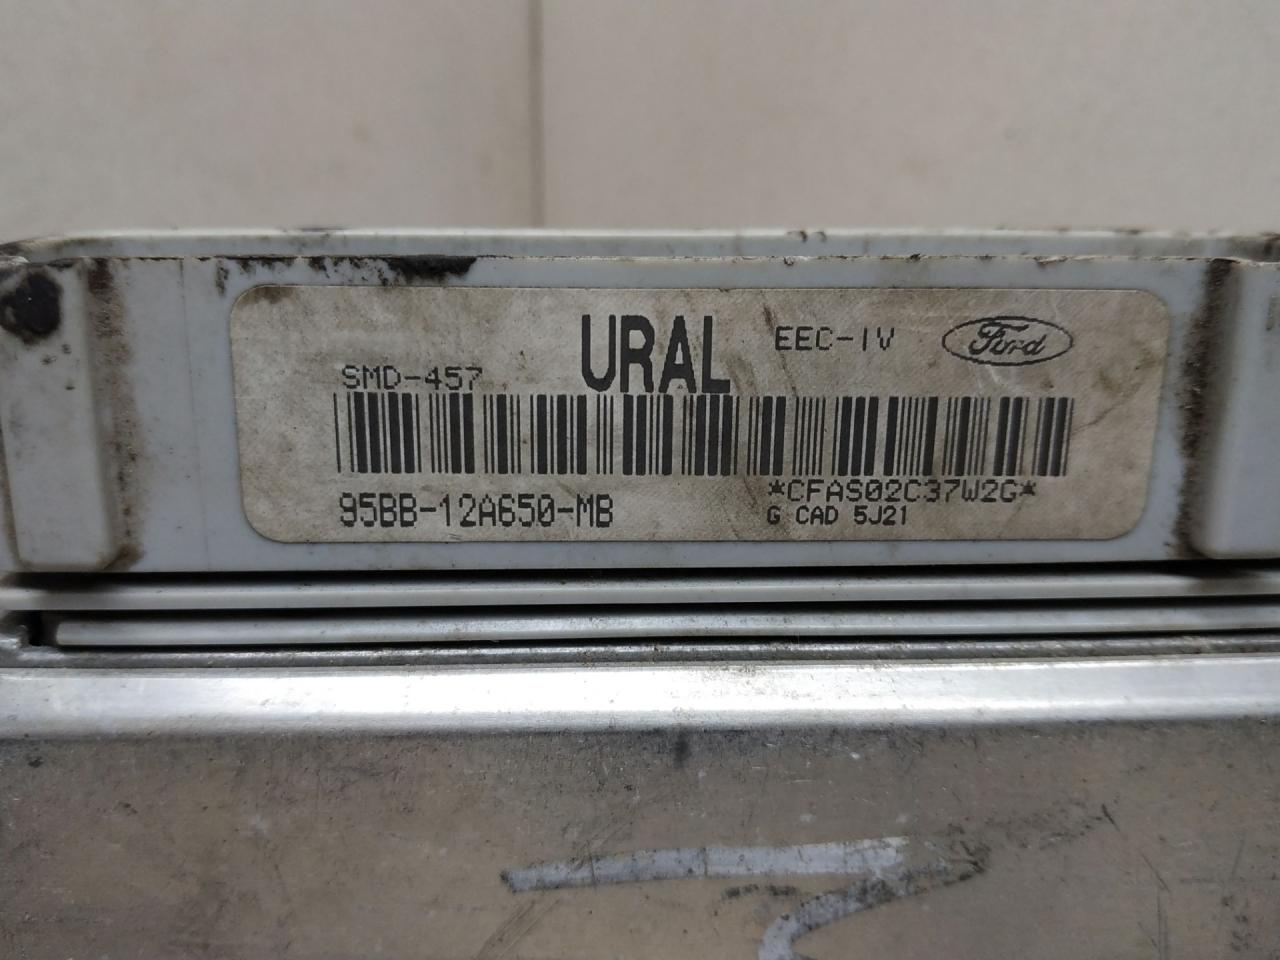 URAL EEC-IV Ford
SMD-457
*CFAS02C37W2G*
95BB-12A650-MB G CAD 5J21